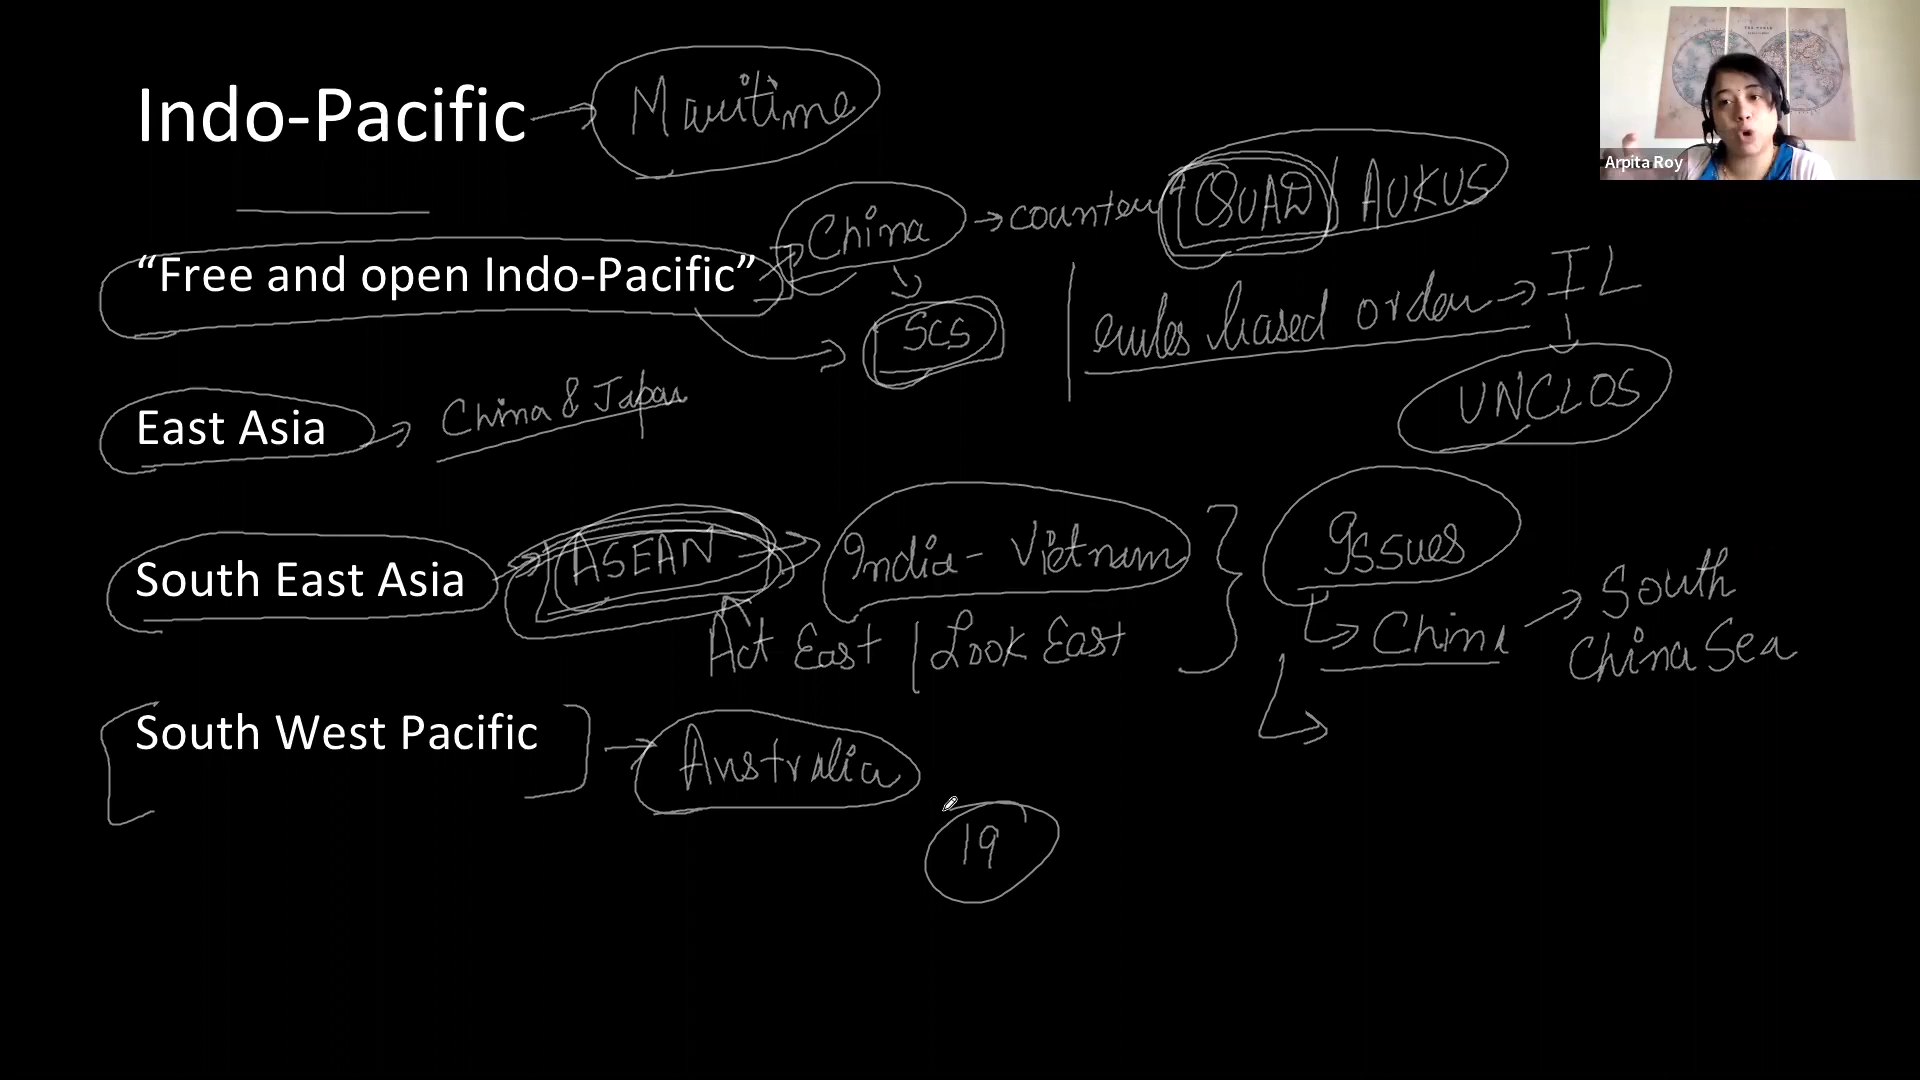 Indo-Pacific → Maritime
Arpita Roy
China → counter QUAD / AUKUS
"Free and open Indo-Pacific"
SCS
rules based order → IL
UNCLOS
East Asia → China & Japan
South East Asia → ASEAN → India - Vietnam
Issues
Act East | Look East
China → South China Sea
South West Pacific → Australia
19